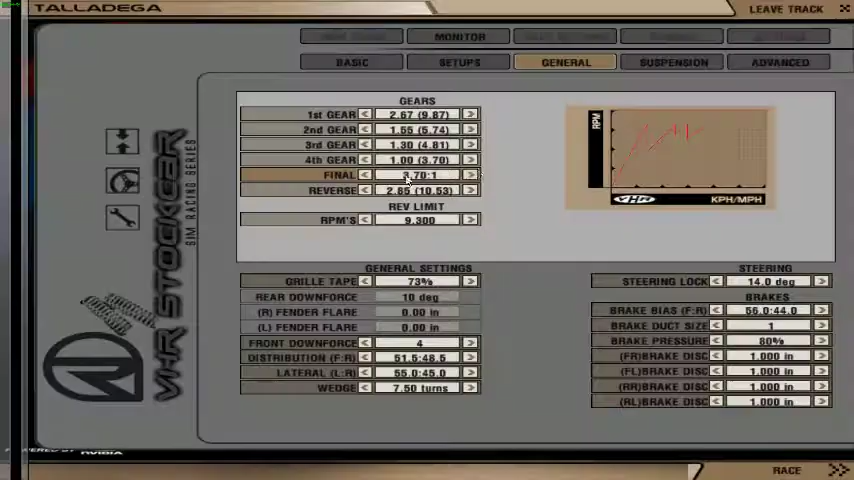 TALLADEGA
LEAVE TRACK
MONITOR
BASIC SETUPS GENERAL SUSPENSION ADVANCED
GEARS
1st GEAR 2.67 (9.87)
2nd GEAR 1.55 (5.74)
3rd GEAR 1.30 (4.81)
4th GEAR 1.00 (3.70)
FINAL 3.70:1
REVERSE 2.85 (10.53)
REV LIMIT
RPM'S 9.300
RPM
VHR KPH/MPH
GENERAL SETTINGS
GRILLE TAPE 73%
REAR DOWNFORCE 10 deg
(R) FENDER FLARE 0.00 in
(L) FENDER FLARE 0.00 in
FRONT DOWNFORCE 4
DISTRIBUTION (F:R) 51.5:48.5
LATERAL (L:R) 55.0:45.0
WEDGE 7.50 turns
STEERING
STEERING LOCK 14.0 deg
BRAKES
BRAKE BIAS (F:R) 56.0:44.0
BRAKE DUCT SIZE 1
BRAKE PRESSURE 80%
(FR)BRAKE DISC 1.000 in
(FL)BRAKE DISC 1.000 in
(RR)BRAKE DISC 1.000 in
(RL)BRAKE DISC 1.000 in
VHR STOCKCAR
SIM RACING SERIES
POWERED BY NVIDIA
RACE